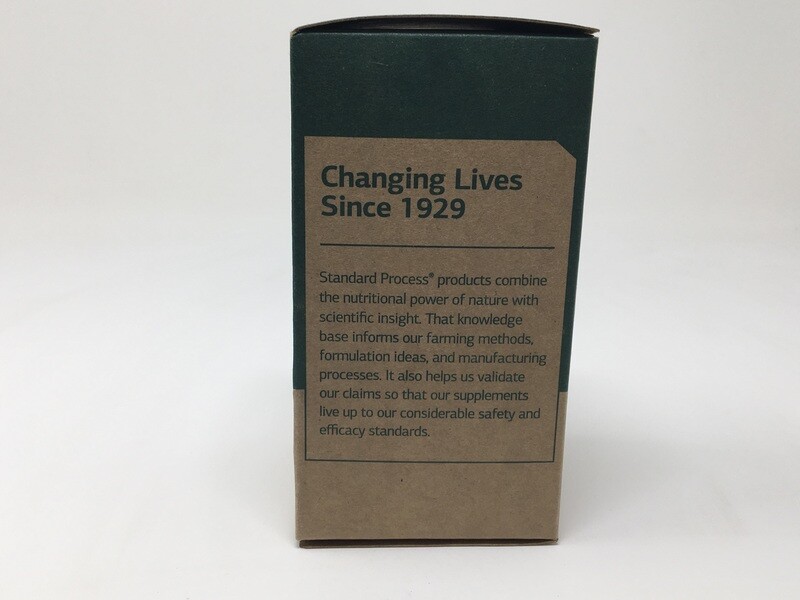 Changing Lives
Since 1929
Standard Process® products combine
the nutritional power of nature with
scientific insight. That knowledge
base informs our farming methods,
formulation ideas, and manufacturing
processes. It also helps us validate
our claims so that our supplements
live up to our considerable safety and
efficacy standards.